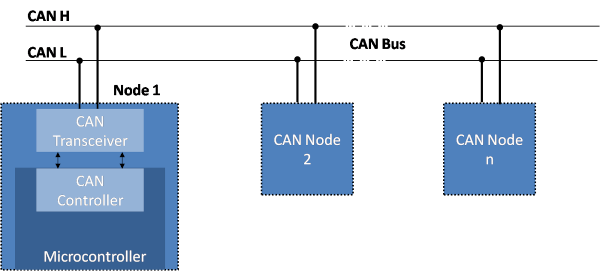 CAN H
CAN L
CAN Bus
Node 1
CAN
Transceiver
CAN
Controller
Microcontroller
CAN Node
2
CAN Node
n